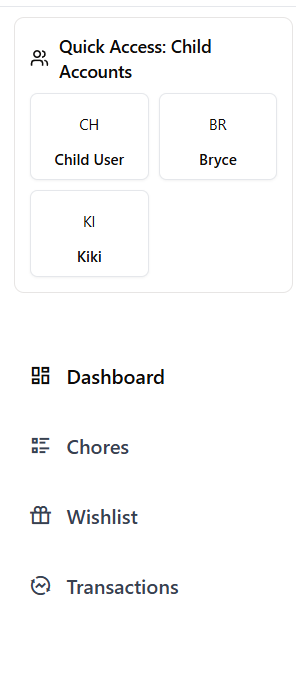 Quick Access: Child
Accounts
CH
BR
Child User
Bryce
KI
Kiki
Dashboard
Chores
Wishlist
Transactions